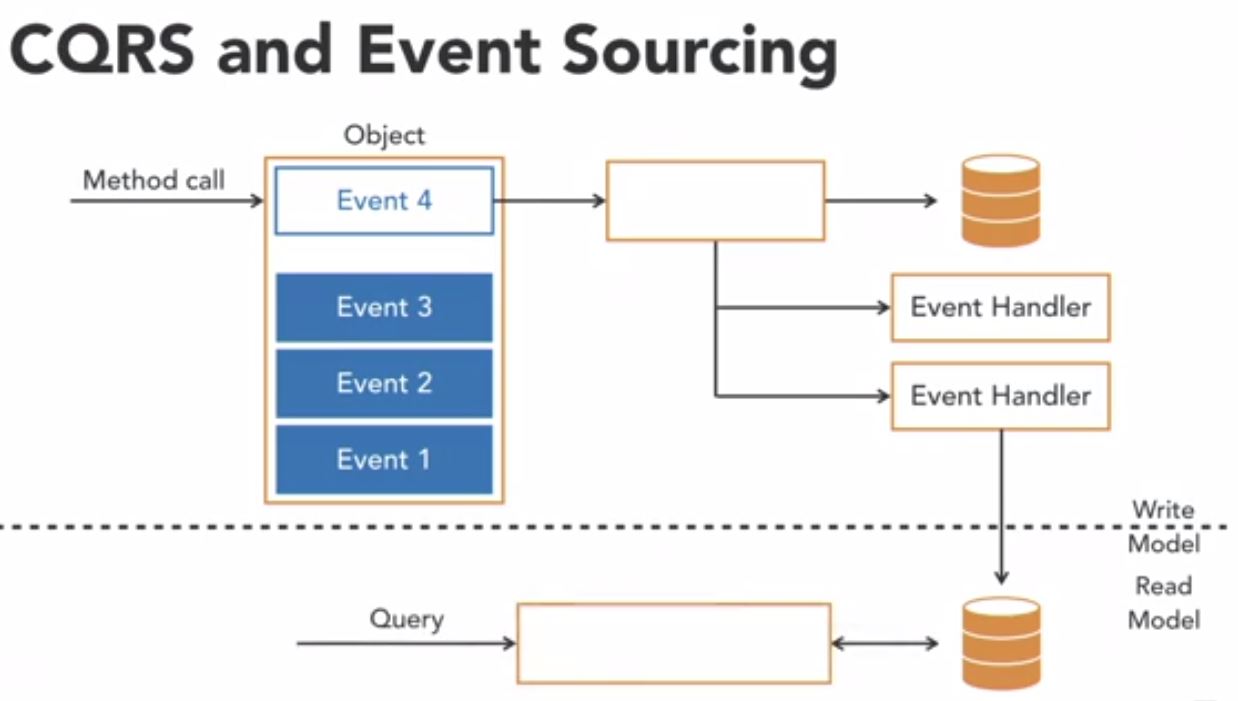 CQRS and Event Sourcing
Object
Method call
Event 4
Event 3
Event Handler
Event 2
Event Handler
Event 1
Write
Model
Read
Model
Query